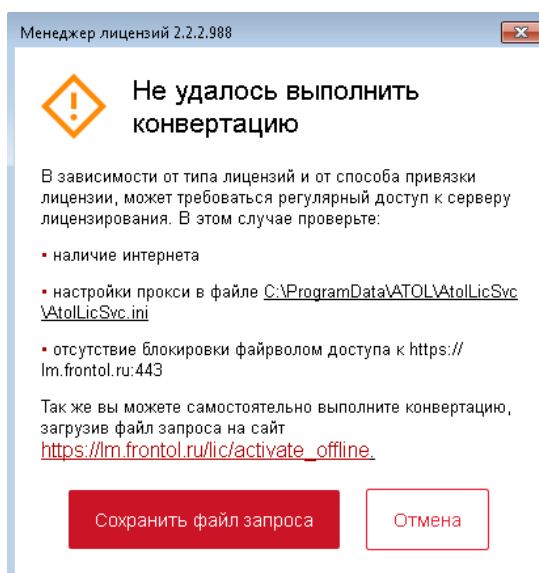 Менеджер лицензий 2.2.2.988
Не удалось выполнить
конвертацию
В зависимости от типа лицензий и от способа привязки
лицензии, может требоваться регулярный доступ к серверу
лицензирования. В этом случае проверьте:
▪ наличие интернета
▪ настройки прокси в файле C:\ProgramData\ATOL\AtolLicSvc
\AtolLicSvc.ini
▪ отсутствие блокировки файрволом доступа к https://
lm.frontol.ru:443
Так же вы можете самостоятельно выполните конвертацию,
загрузив файл запроса на сайт
https://lm.frontol.ru/lic/activate_offline.
Сохранить файл запроса
Отмена